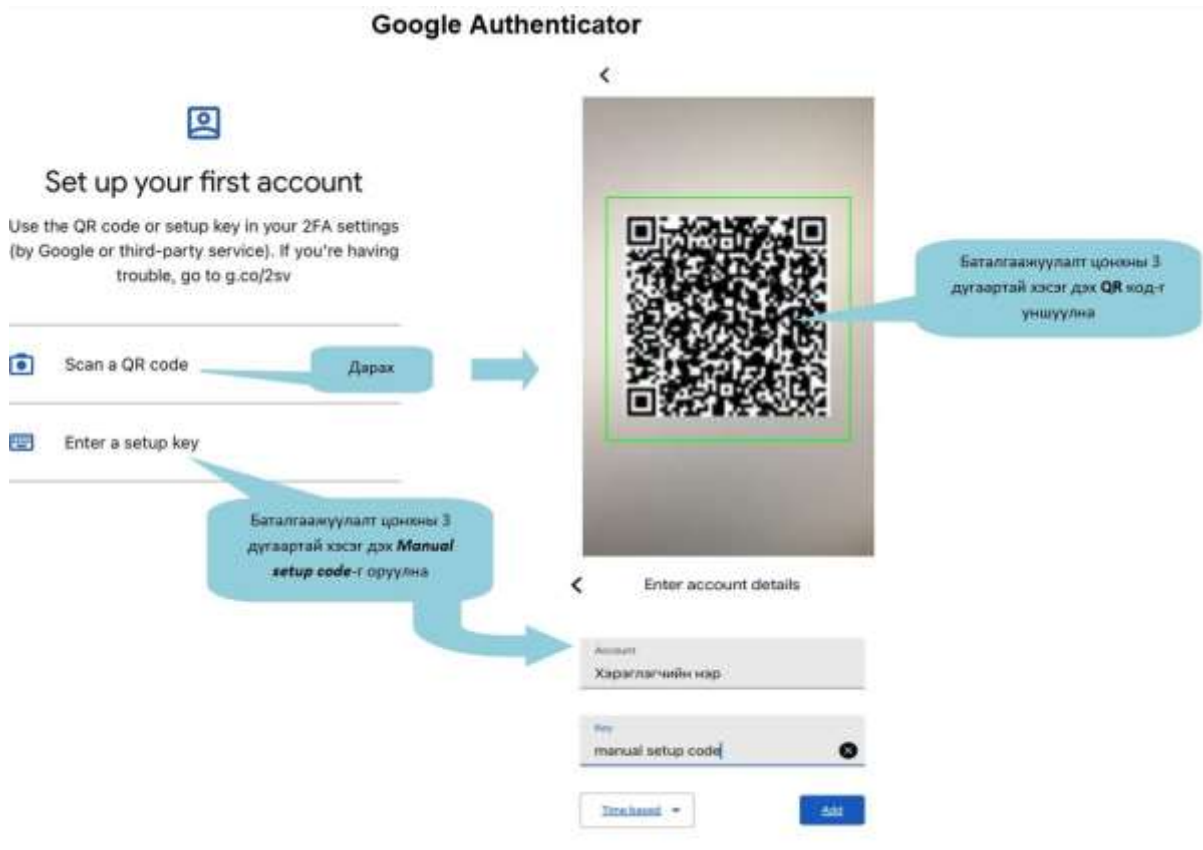 Google Authenticator
Set up your first account
Use the QR code or setup key in your 2FA settings
(by Google or third-party service). If you're having
trouble, go to g.co/2sv
Scan a QR code
Дарах
Enter a setup key
Баталгаажуулалт цонхны 3
дугаартай хэсэг дэх Manual
setup code-г оруулна
Баталгаажуулалт цонхны 3
дугаартай хэсэг дэх QR код-г
уншуулна
Enter account details
Account
Хэрэглэгчийн нэр
Key
manual setup code
Time based
Add